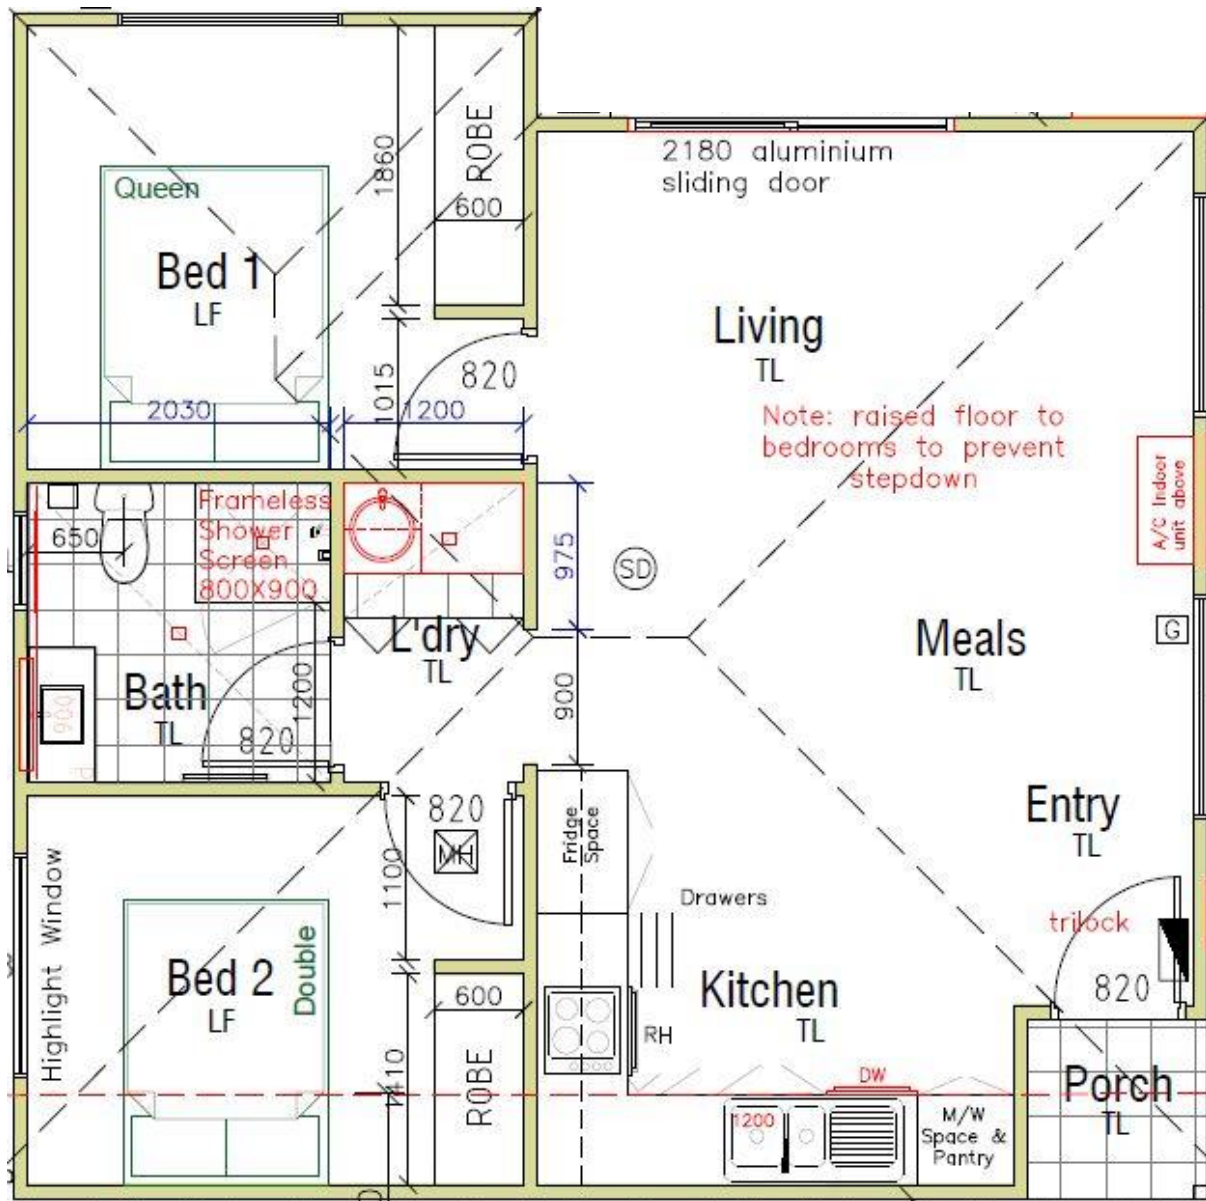 ROBE
1860
600
Queen
Bed 1
LF
2030
1015
820
1200
2180 aluminium
sliding door
Living
TL
Note: raised floor to
bedrooms to prevent
stepdown
A/C Indoor
unit above
Frameless
Shower
Screen
800X900
650
975
SD
L'dry
TL
Meals
TL
G
Bath
TL
900
1200
820
900
820
MH
1100
Fridge
Space
Entry
TL
trilock
820
Drawers
Highlight Window
Double
Bed 2
LF
600
ROBE
1410
Kitchen
TL
RH
DW
1200
M/W
Space &
Pantry
Porch
TL